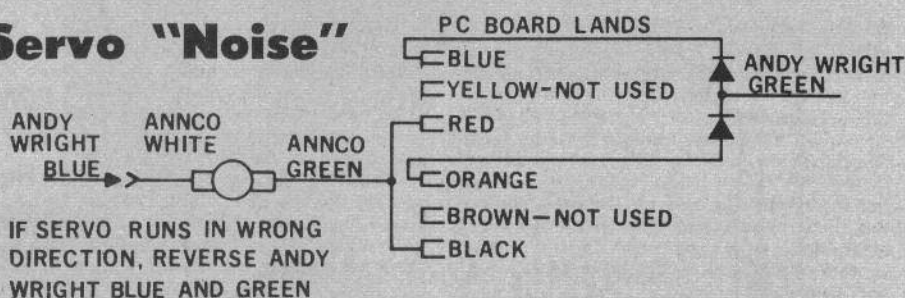 Servo "Noise"
PC BOARD LANDS
BLUE
YELLOW-NOT USED
RED
ORANGE
BROWN-NOT USED
BLACK
ANDY WRIGHT
GREEN
ANDY
WRIGHT
BLUE
ANNCO
WHITE
ANNCO
GREEN
IF SERVO RUNS IN WRONG
DIRECTION, REVERSE ANDY
WRIGHT BLUE AND GREEN